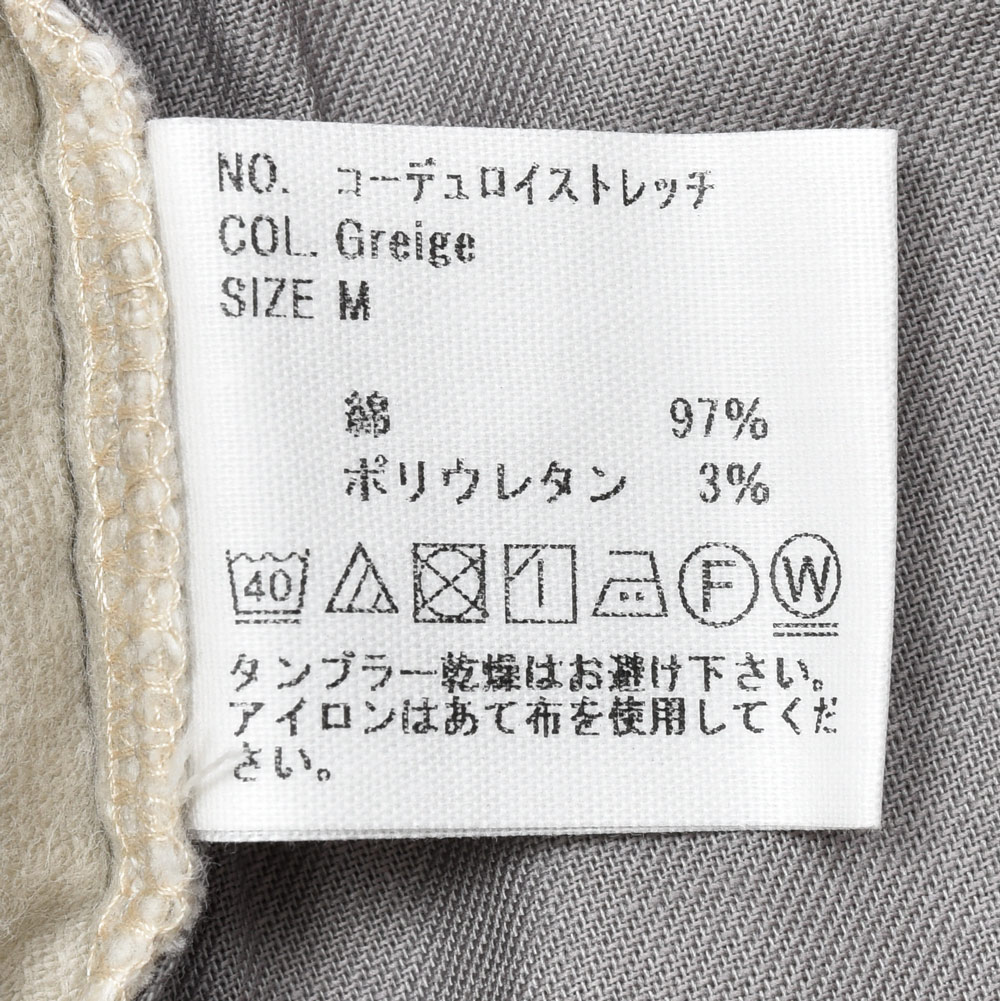 NO. コーデュロイストレッチ
COL. Greige
SIZE M
綿 97%
ポリウレタン 3%
40 F W
タンブラー乾燥はお避け下さい。
アイロンはあて布を使用してくだ
さい。